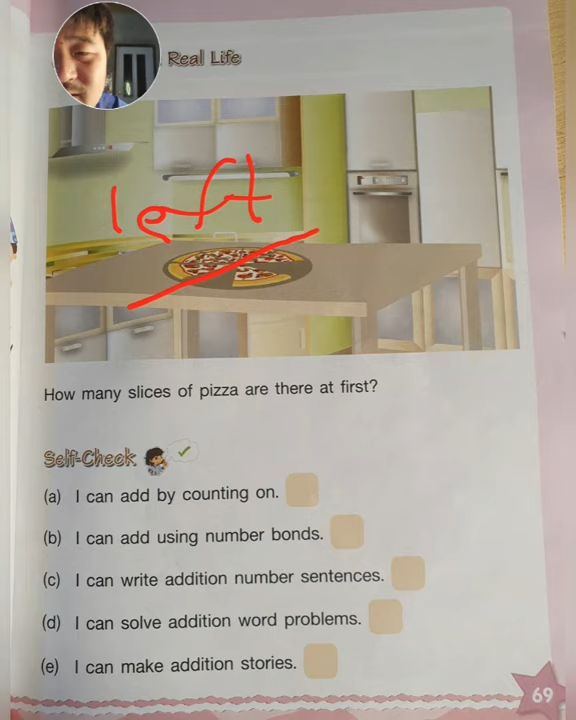 Real Life
left
How many slices of pizza are there at first?
Self-Check
(a) I can add by counting on.
(b) I can add using number bonds.
(c) I can write addition number sentences.
(d) I can solve addition word problems.
(e) I can make addition stories.
69